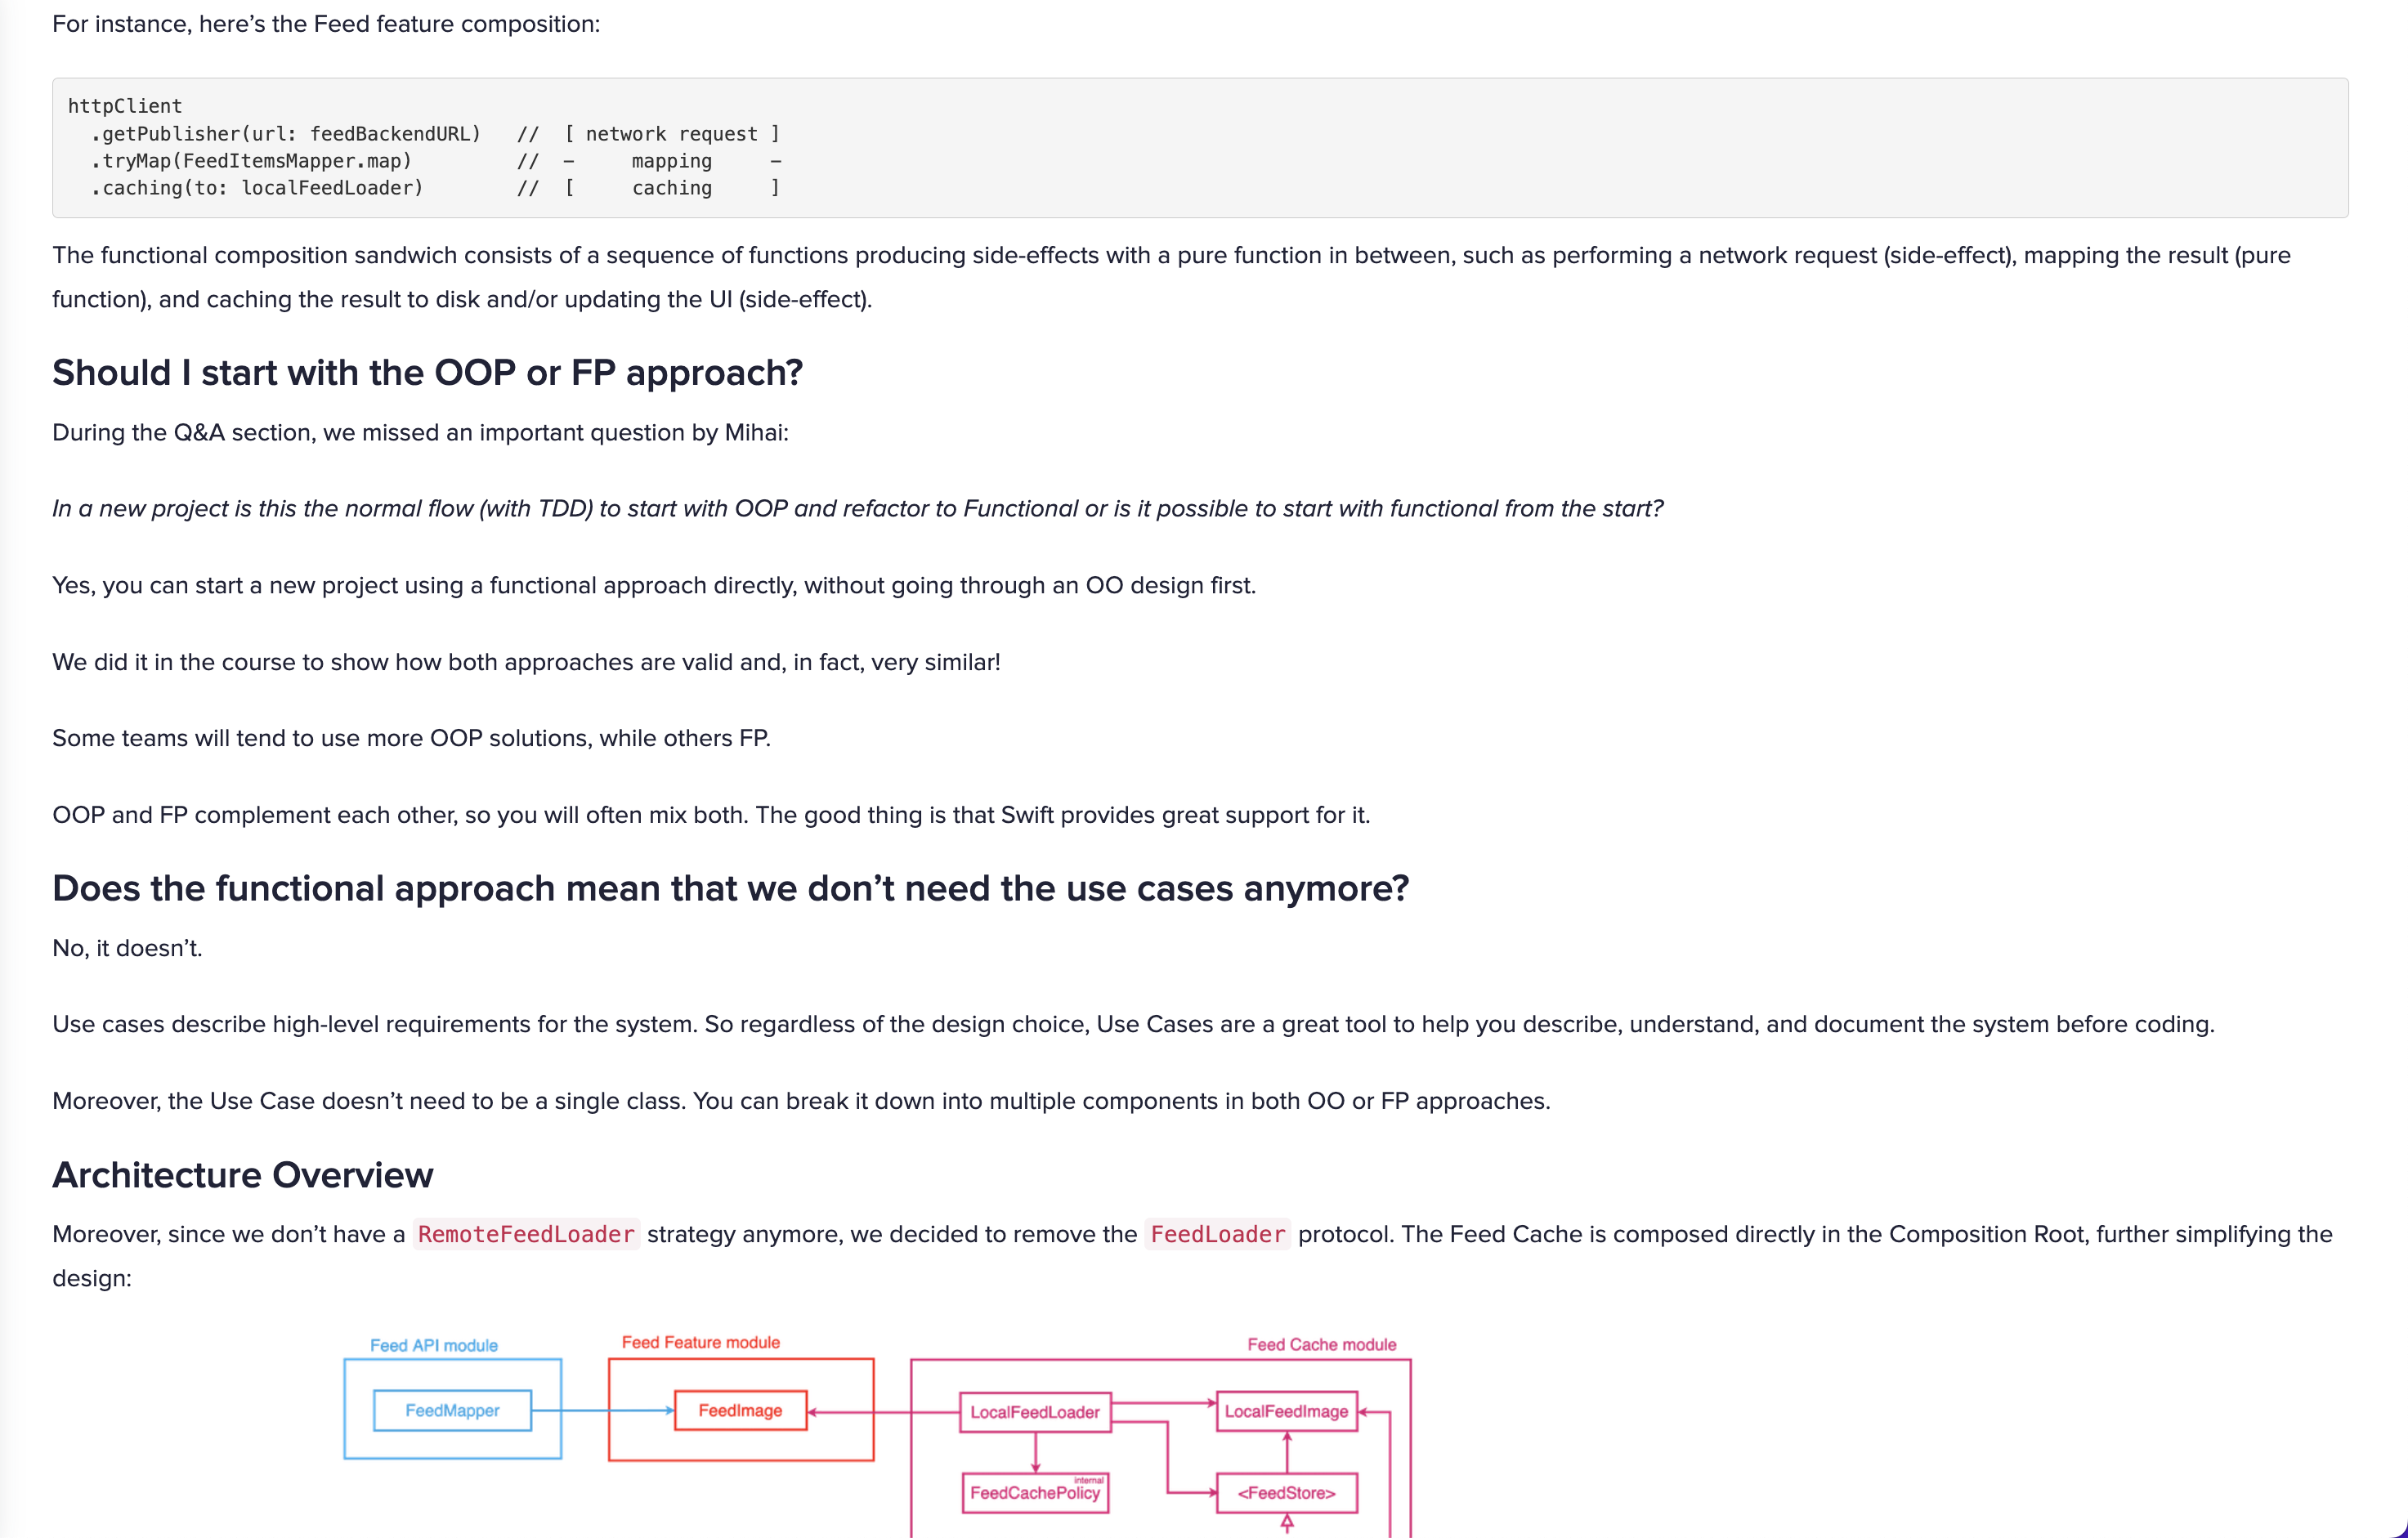 For instance, here’s the Feed feature composition:
httpClient
  .getPublisher(url: feedBackendURL)   //  [ network request ]
  .tryMap(FeedItemsMapper.map)         //  –     mapping     –
  .caching(to: localFeedLoader)        //  [     caching     ]
The functional composition sandwich consists of a sequence of functions producing side-effects with a pure function in between, such as performing a network request (side-effect), mapping the result (pure
function), and caching the result to disk and/or updating the UI (side-effect).
Should I start with the OOP or FP approach?
During the Q&A section, we missed an important question by Mihai:
In a new project is this the normal flow (with TDD) to start with OOP and refactor to Functional or is it possible to start with functional from the start?
Yes, you can start a new project using a functional approach directly, without going through an OO design first.
We did it in the course to show how both approaches are valid and, in fact, very similar!
Some teams will tend to use more OOP solutions, while others FP.
OOP and FP complement each other, so you will often mix both. The good thing is that Swift provides great support for it.
Does the functional approach mean that we don’t need the use cases anymore?
No, it doesn’t.
Use cases describe high-level requirements for the system. So regardless of the design choice, Use Cases are a great tool to help you describe, understand, and document the system before coding.
Moreover, the Use Case doesn’t need to be a single class. You can break it down into multiple components in both OO or FP approaches.
Architecture Overview
Moreover, since we don’t have a RemoteFeedLoader strategy anymore, we decided to remove the FeedLoader protocol. The Feed Cache is composed directly in the Composition Root, further simplifying the
design:
Feed API module
Feed Feature module
Feed Cache module
FeedMapper
FeedImage
LocalFeedLoader
LocalFeedImage
internal
FeedCachePolicy
<FeedStore>